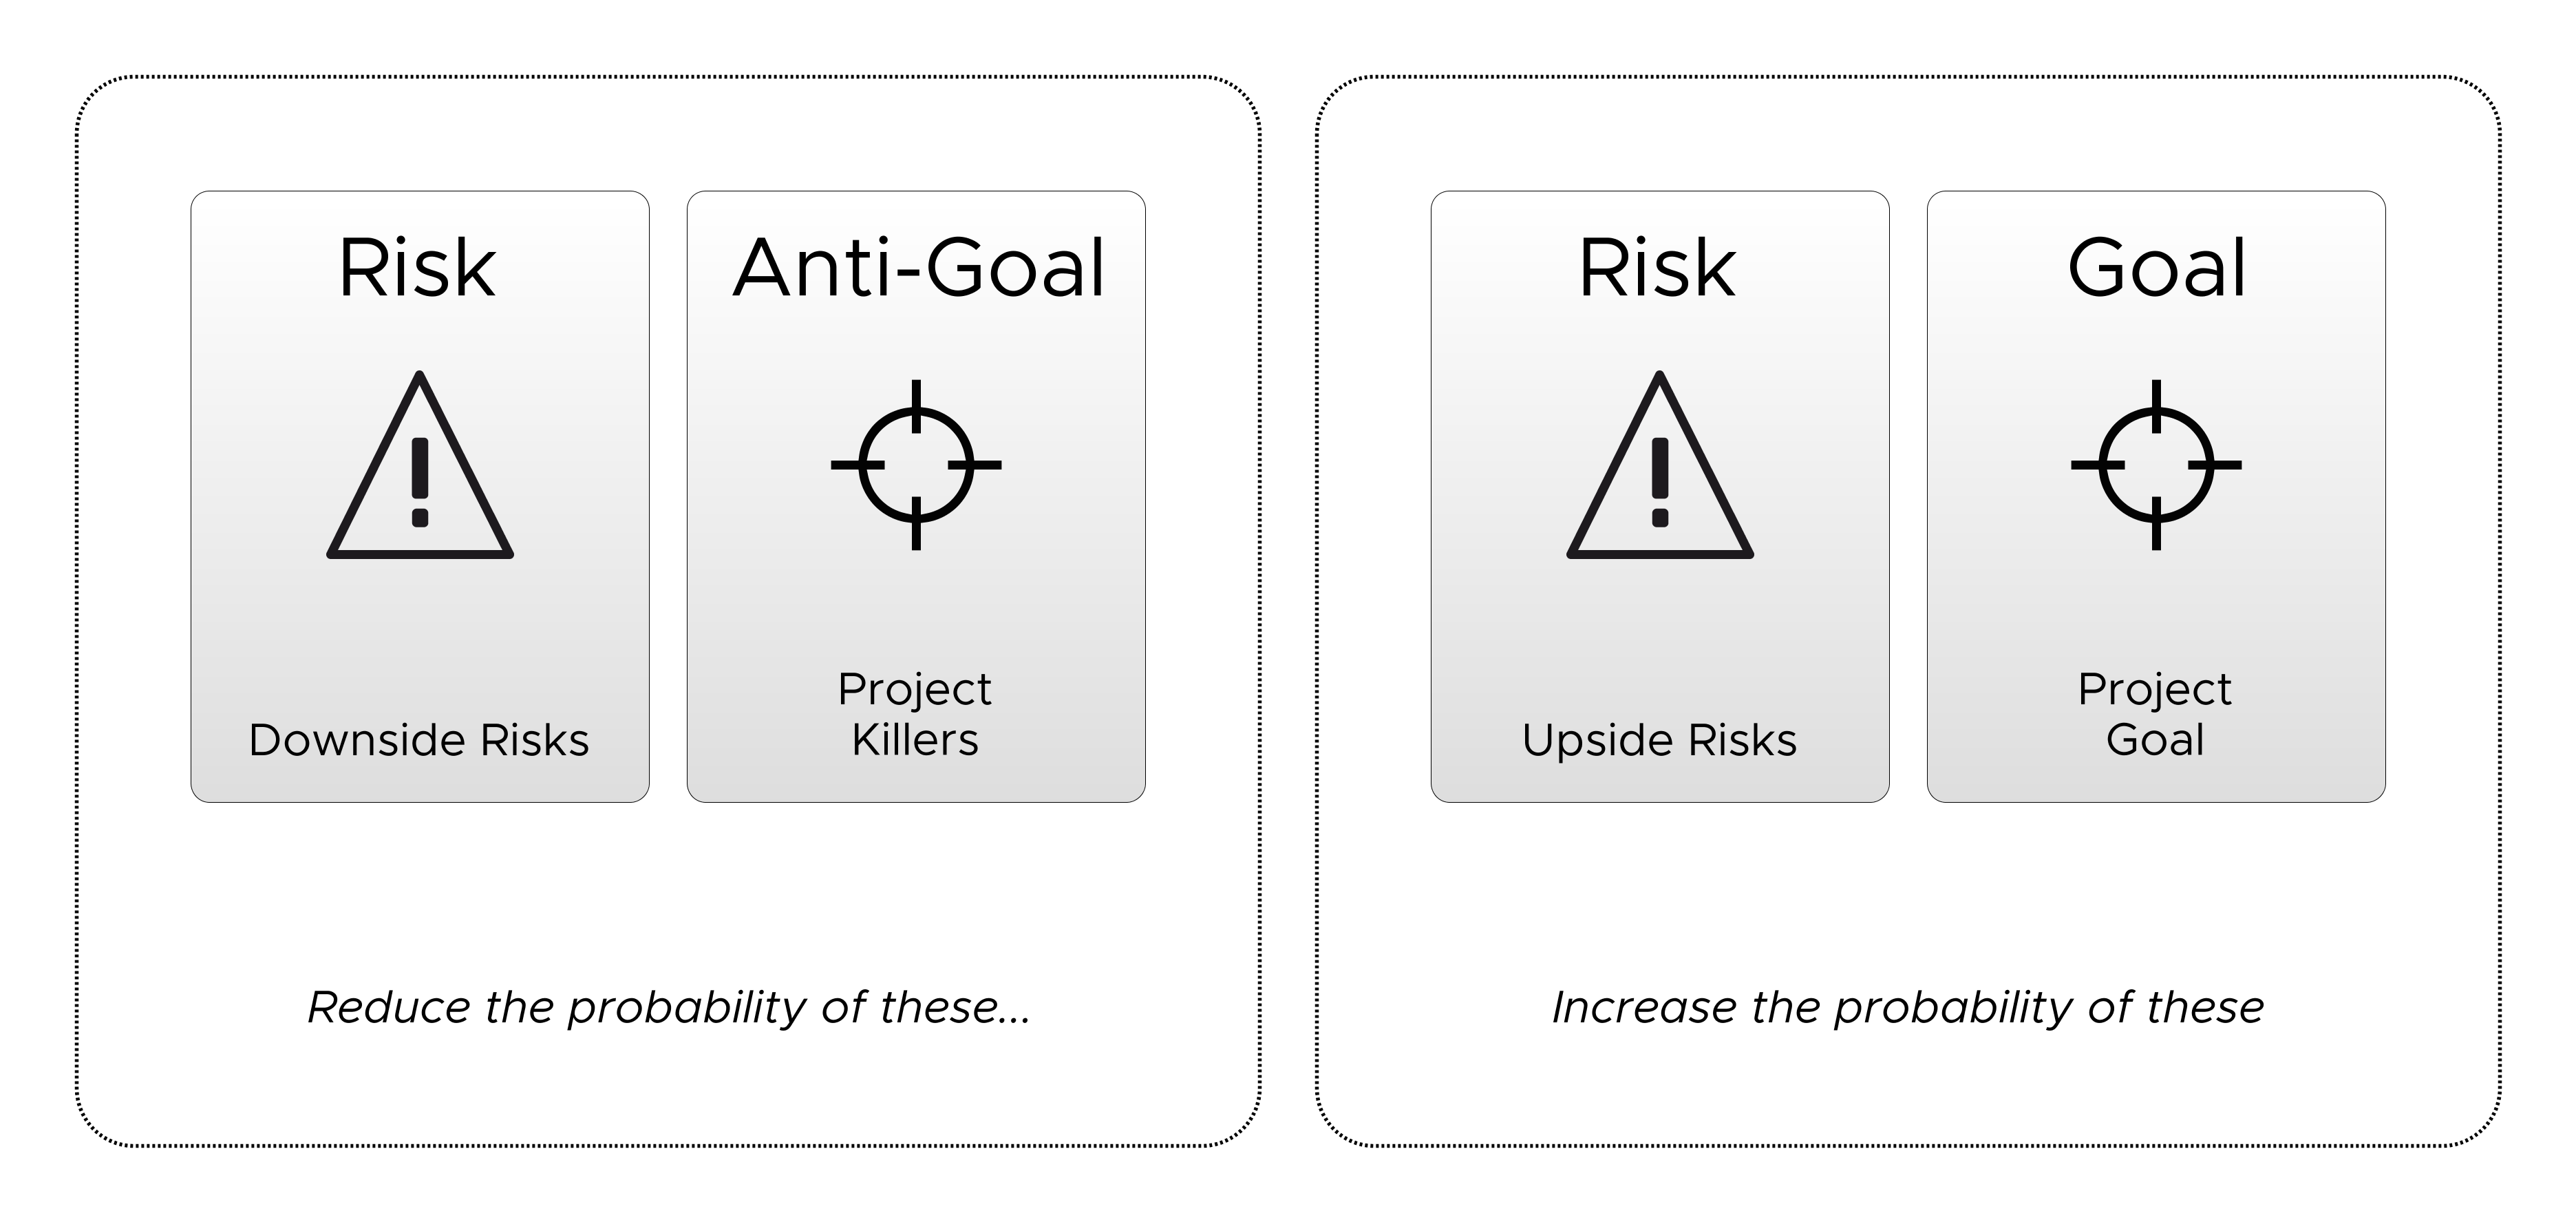 Risk
Downside Risks
Anti-Goal
Project
Killers
Reduce the probability of these...
Risk
Upside Risks
Goal
Project
Goal
Increase the probability of these